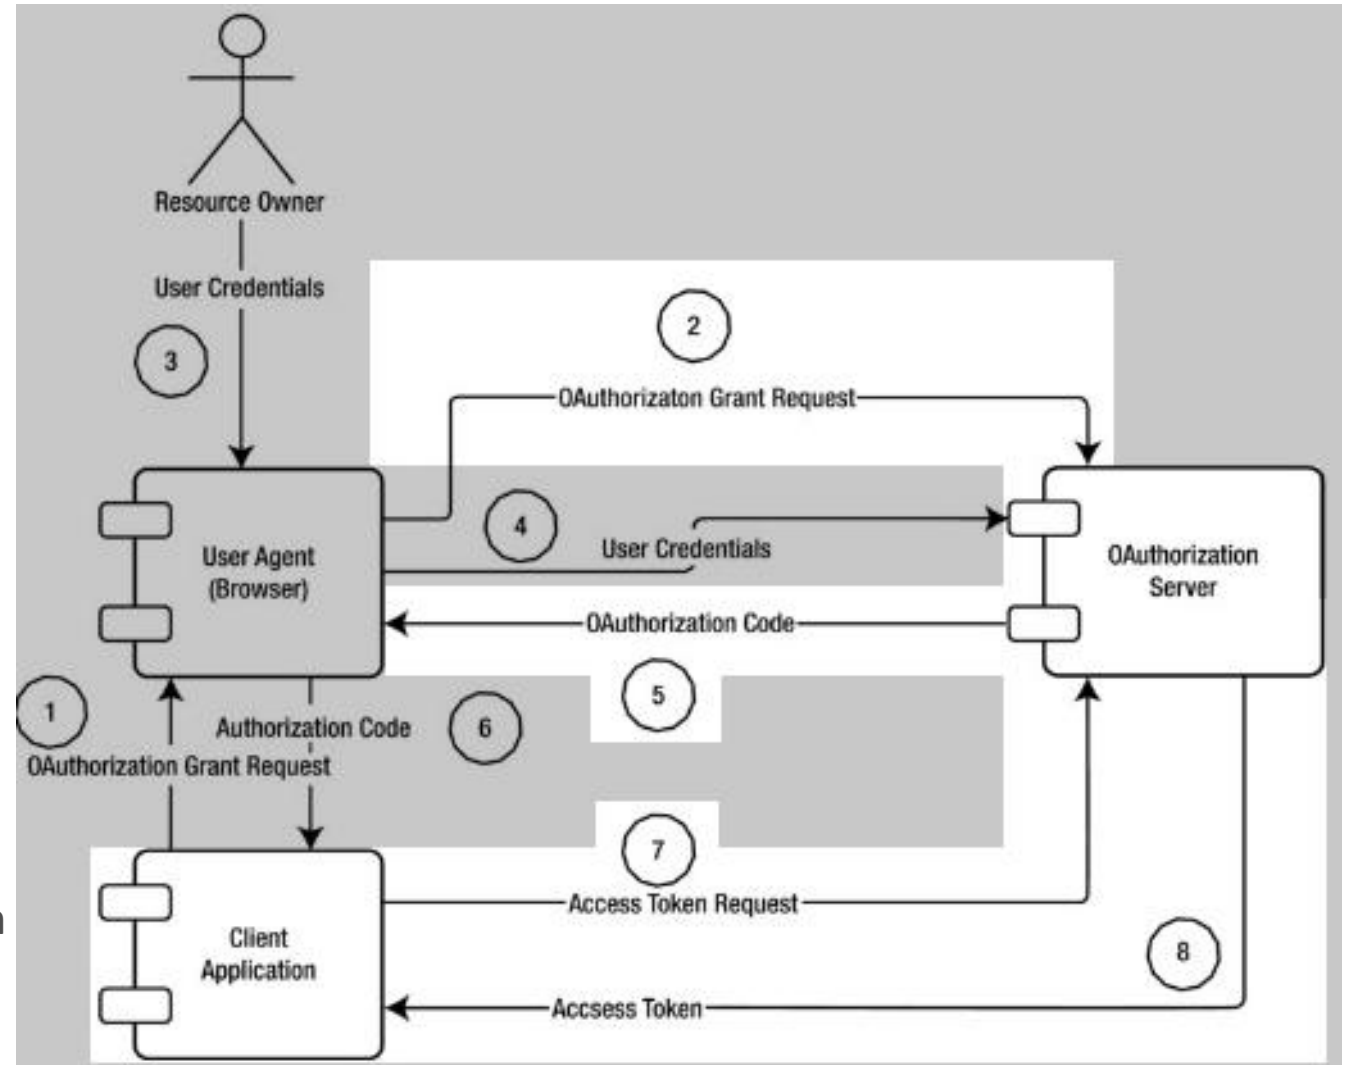 Resource Owner
User Credentials
3
2
OAuthorizaton Grant Request
4
User Credentials
User Agent
(Browser)
OAuthorization
Server
OAuthorization Code
5
1
Authorization Code
6
OAuthorization Grant Request
7
Access Token Request
n
Client
Application
8
Accsess Token